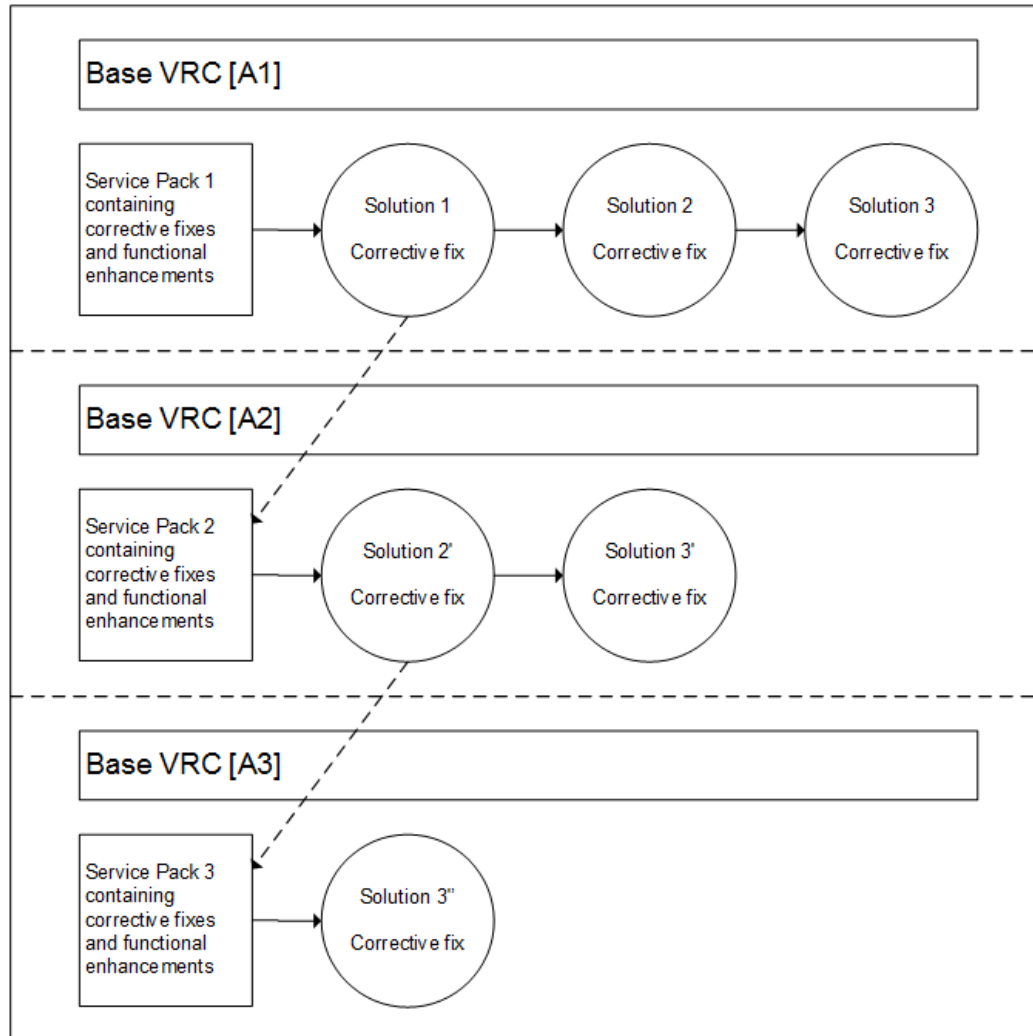 Base VRC [A1]
Service Pack 1
containing
corrective fixes
and functional
enhancements
Solution 1
Corrective fix
Solution 2
Corrective fix
Solution 3
Corrective fix
Base VRC [A2]
Service Pack 2
containing
corrective fixes
and functional
enhancements
Solution 2'
Corrective fix
Solution 3'
Corrective fix
Base VRC [A3]
Service Pack 3
containing
corrective fixes
and functional
enhancements
Solution 3''
Corrective fix